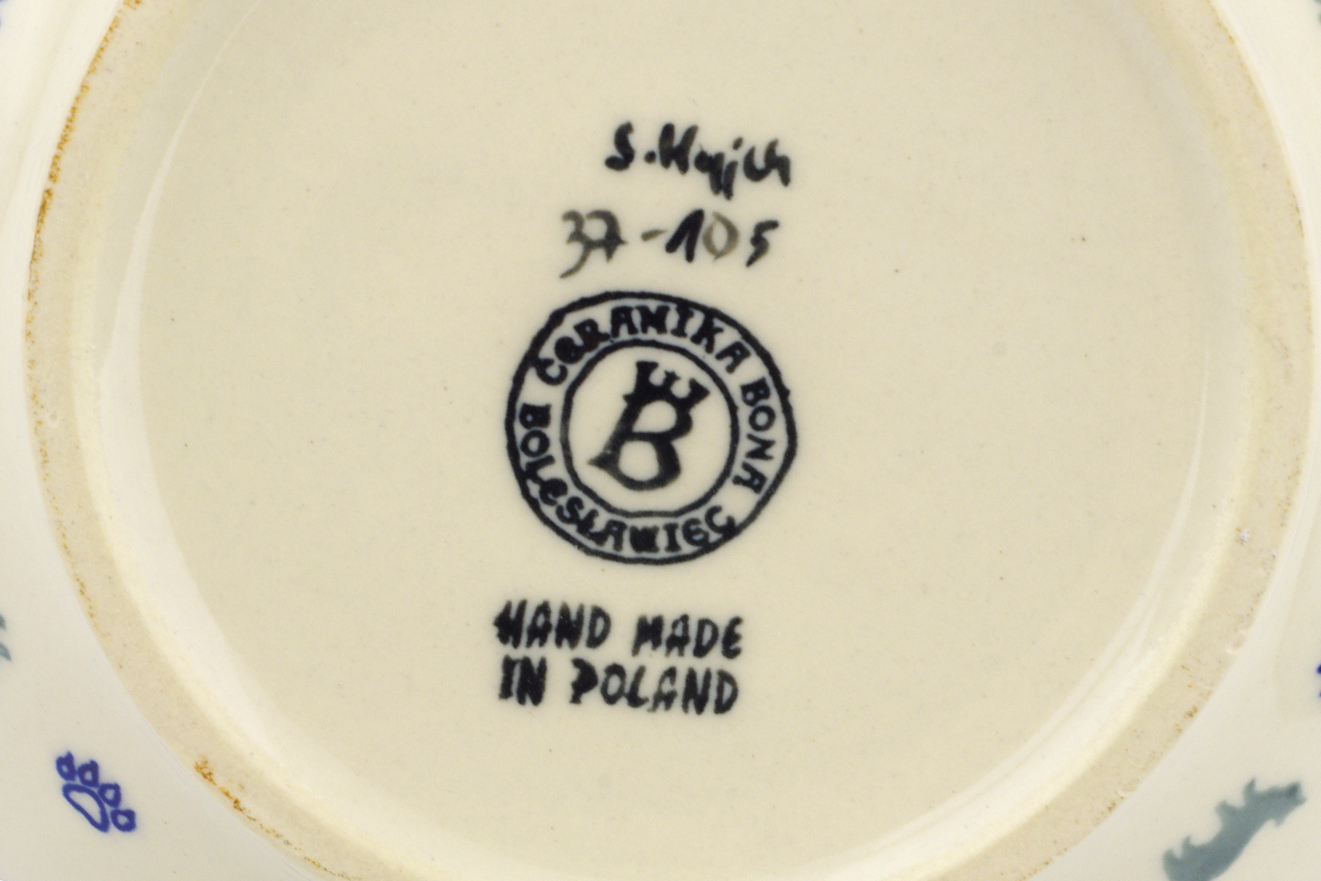 37-105
CERAMIKA BONA
BOLESŁAWIEC
B
HAND MADE
IN POLAND